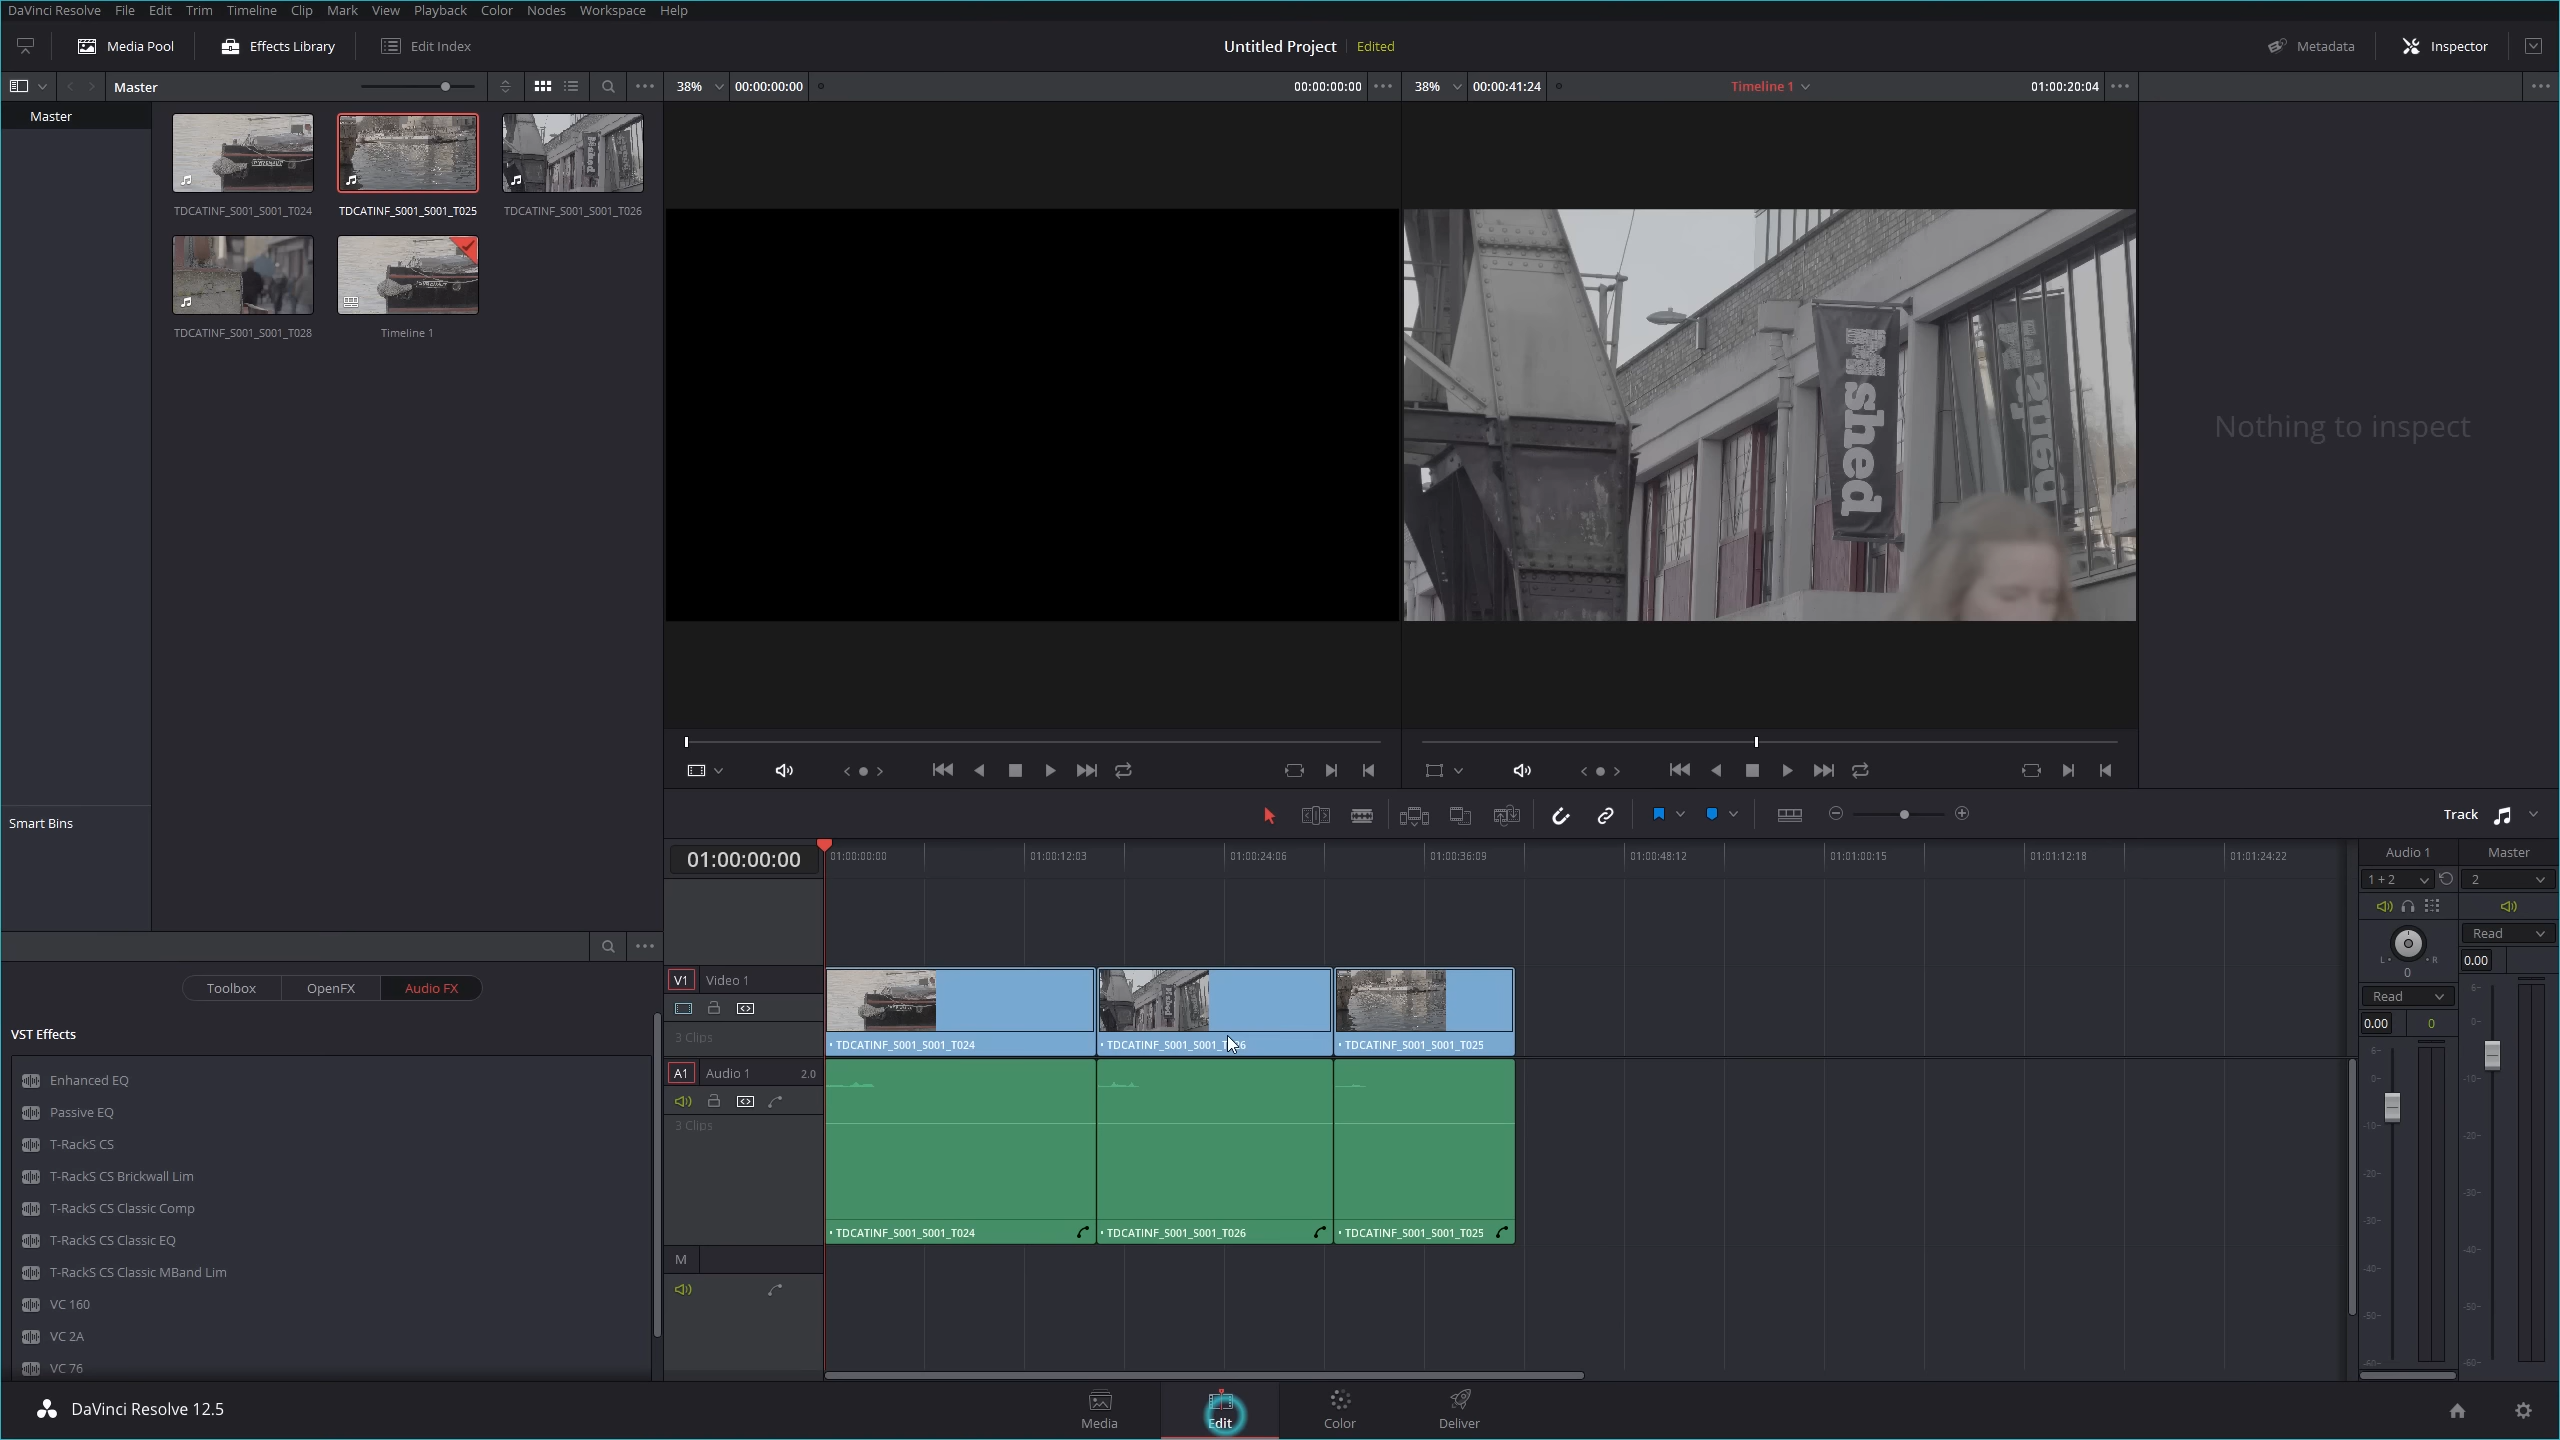 DaVinci Resolve File Edit Trim Timeline Clip Mark View Playback Color Nodes Workspace Help
Media Pool Effects Library Edit Index Untitled Project Edited Metadata Inspector
Master 38% 00:00:00:00 00:00:00:00 38% 00:00:41:24 Timeline 1 01:00:20:04
Master
TDCATINF_S001_S001_T024 TDCATINF_S001_S001_T025 TDCATINF_S001_S001_T026
TDCATINF_S001_S001_T028 Timeline 1
M shed
Nothing to inspect
Smart Bins
Track
01:00:00:00 01:00:00:00 01:00:12:03 01:00:24:06 01:00:36:09 01:00:48:12 01:01:00:15 01:01:12:18 01:01:24:22
Audio 1 Master
1 + 2 2
Read
L R
0
0.00
Read
0.00 0
Toolbox OpenFX Audio FX
VST Effects
Enhanced EQ
Passive EQ
T-RackS CS
T-RackS CS Brickwall Lim
T-RackS CS Classic Comp
T-RackS CS Classic EQ
T-RackS CS Classic MBand Lim
VC 160
VC 2A
VC 76
V1 Video 1
3 Clips
TDCATINF_S001_S001_T024 TDCATINF_S001_S001_T026 TDCATINF_S001_S001_T025
A1 Audio 1 2.0
3 Clips
TDCATINF_S001_S001_T024 TDCATINF_S001_S001_T026 TDCATINF_S001_S001_T025
M
DaVinci Resolve 12.5 Media Edit Color Deliver